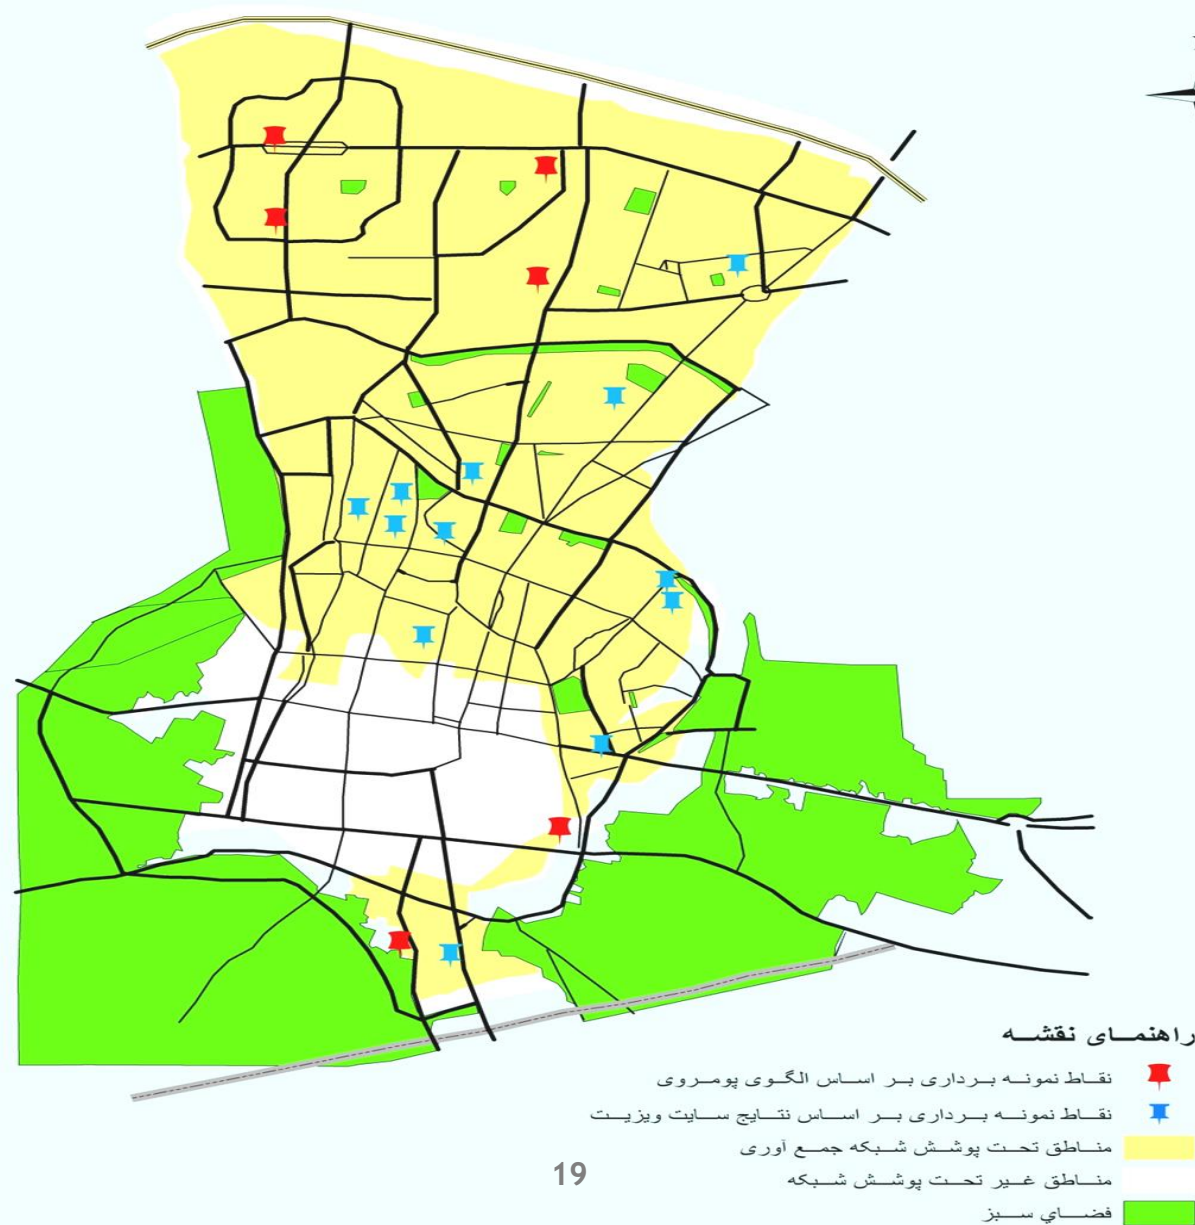 راهنمای نقشه
نقاط نمونه برداری بر اساس الگوی پومروی
نقاط نمونه برداری بر اساس نتایج سایت ویزیت
مناطق تحت پوشش شبکه جمع آوری
مناطق غیر تحت پوشش شبکه
فضاي سبز
19